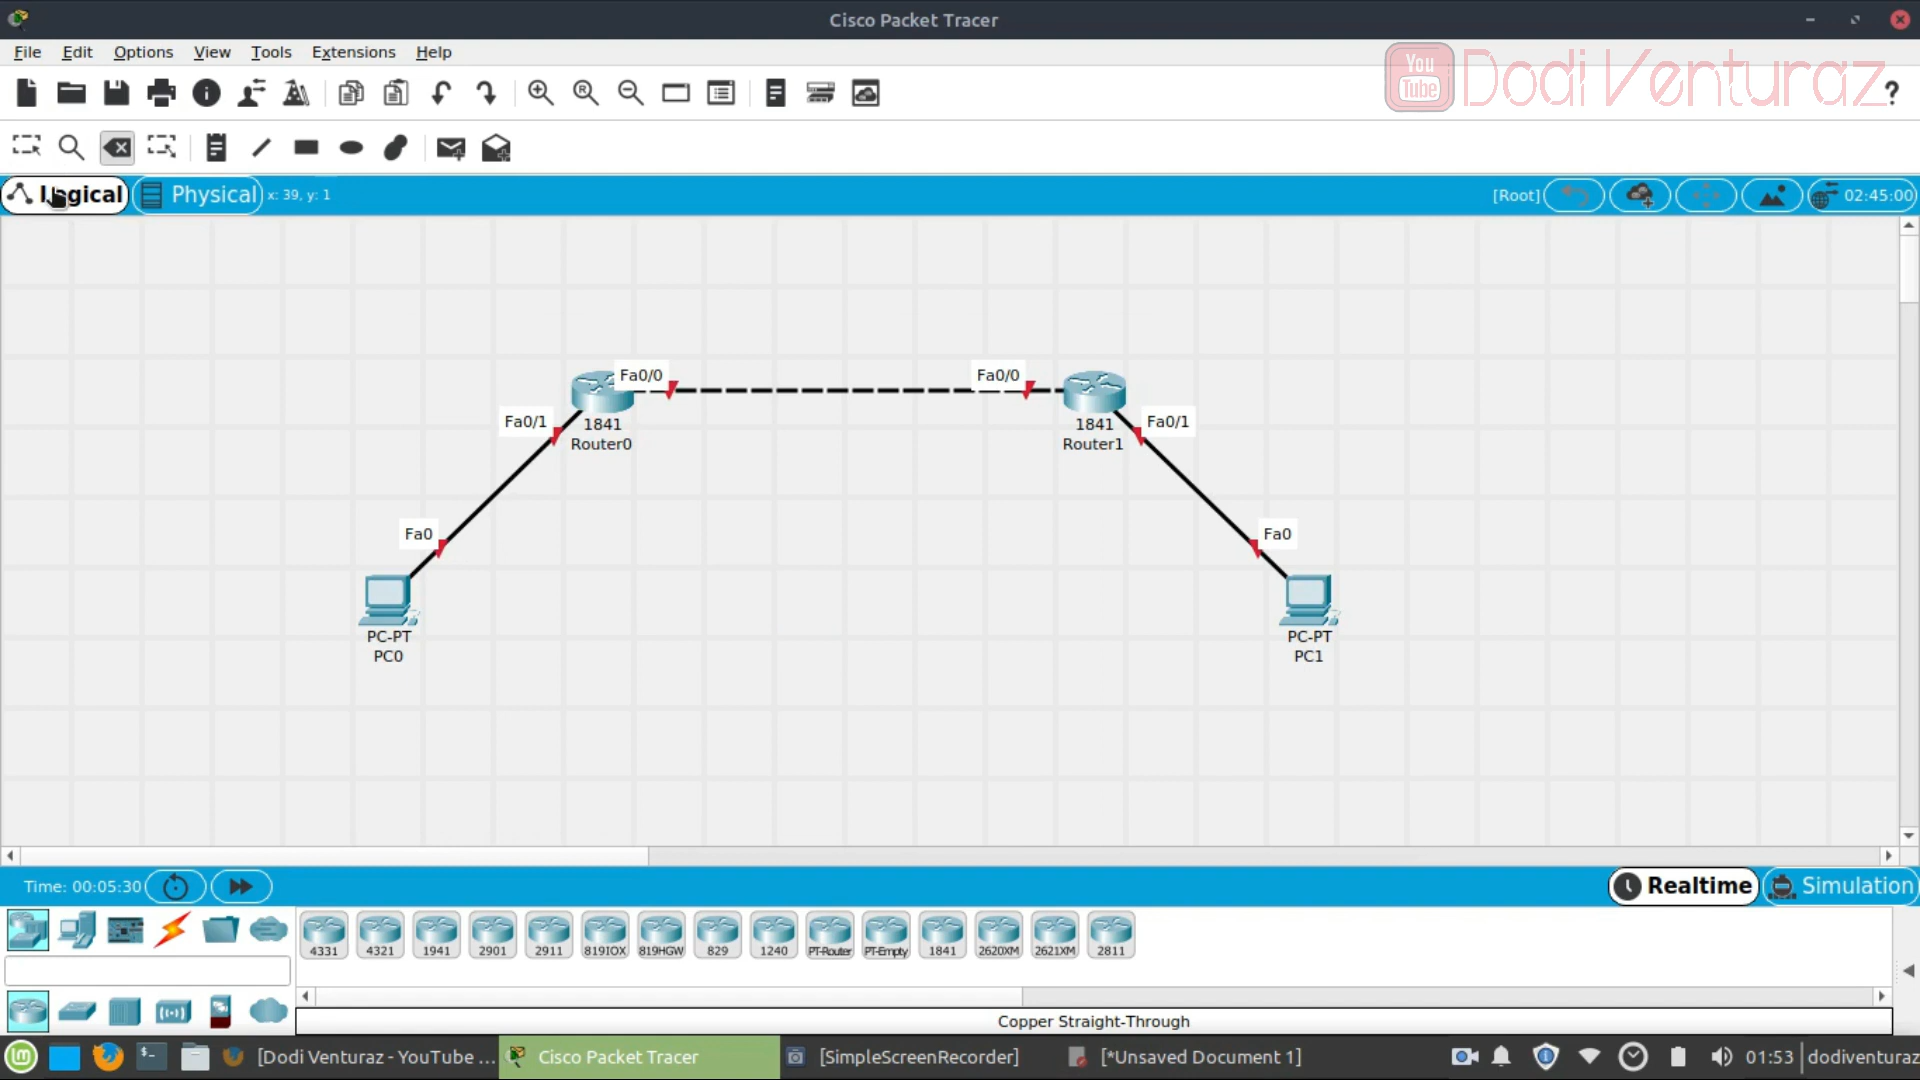 Cisco Packet Tracer
File Edit Options View Tools Extensions Help
You Tube Dodi Venturaz
?
Logical Physical x: 39, y: 1 [Root] 02:45:00
Fa0/0 Fa0/0
Fa0/1 1841 1841 Fa0/1
Router0 Router1
Fa0 Fa0
PC-PT PC-PT
PC0 PC1
Time: 00:05:30 Realtime Simulation
4331 4321 1941 2901 2911 819IOX 819HGW 829 1240 PT-Router PT-Empty 1841 2620XM 2621XM 2811
Copper Straight-Through
[Dodi Venturaz - YouTube ... Cisco Packet Tracer [SimpleScreenRecorder] [*Unsaved Document 1] 01:53 dodiventuraz